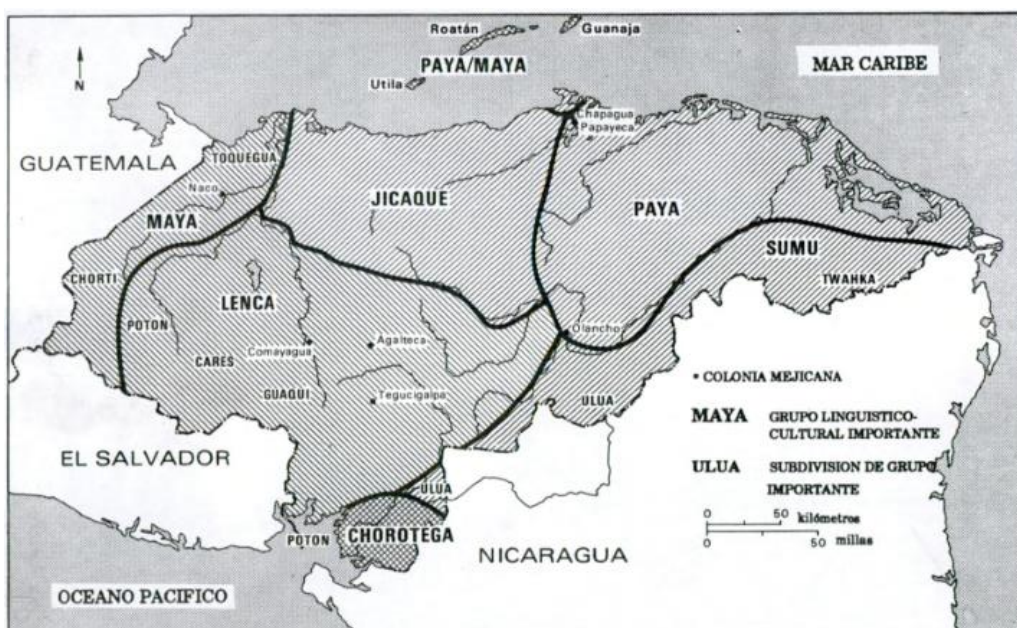 Roatán
Guanaja
PAYA/MAYA
Utila
MAR CARIBE
N
Chapagua
Papayeca
GUATEMALA
TOQUEGUA
Naco
JICAQUE
PAYA
MAYA
SUMU
CHORTI
TWAHKA
LENCA
POTON
Olancho
Comayagua
Agalteca
CARES
GUAQUI
Tegucigalpa
ULUA
• COLONIA MEJICANA
MAYA GRUPO LINGUISTICO-
CULTURAL IMPORTANTE
EL SALVADOR
ULUA SUBDIVISION DE GRUPO
IMPORTANTE
ULUA
0 50 kilómetros
0 50 millas
CHOROTEGA
POTON
NICARAGUA
OCEANO PACIFICO